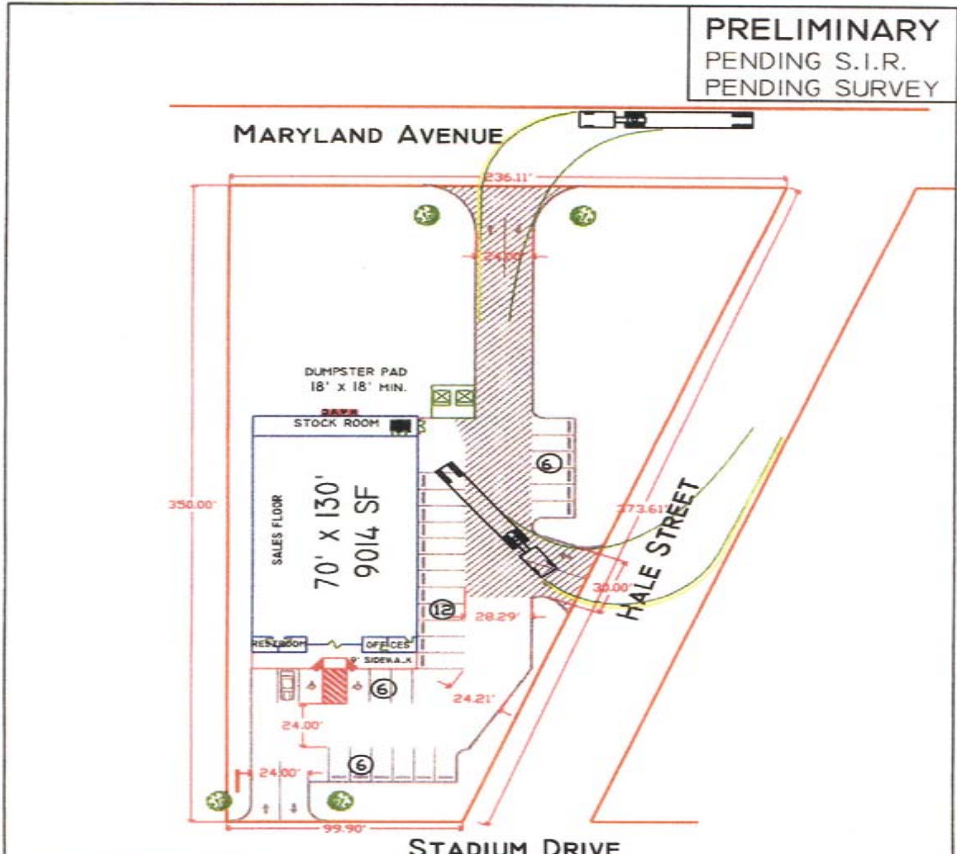 PRELIMINARY
PENDING S.I.R.
PENDING SURVEY
MARYLAND AVENUE
236.11'
24.00'
DUMPSTER PAD
18' X 18' MIN.
STOCK ROOM
350.00'
SALES FLOOR
70' X 130'
9014 SF
6
373.61'
HALE STREET
30.00'
12
28.29'
RESTROOM
OFFICES
9' SIDEWALK
6
24.21'
24.00'
6
24.00'
99.90'
STADIUM DRIVE